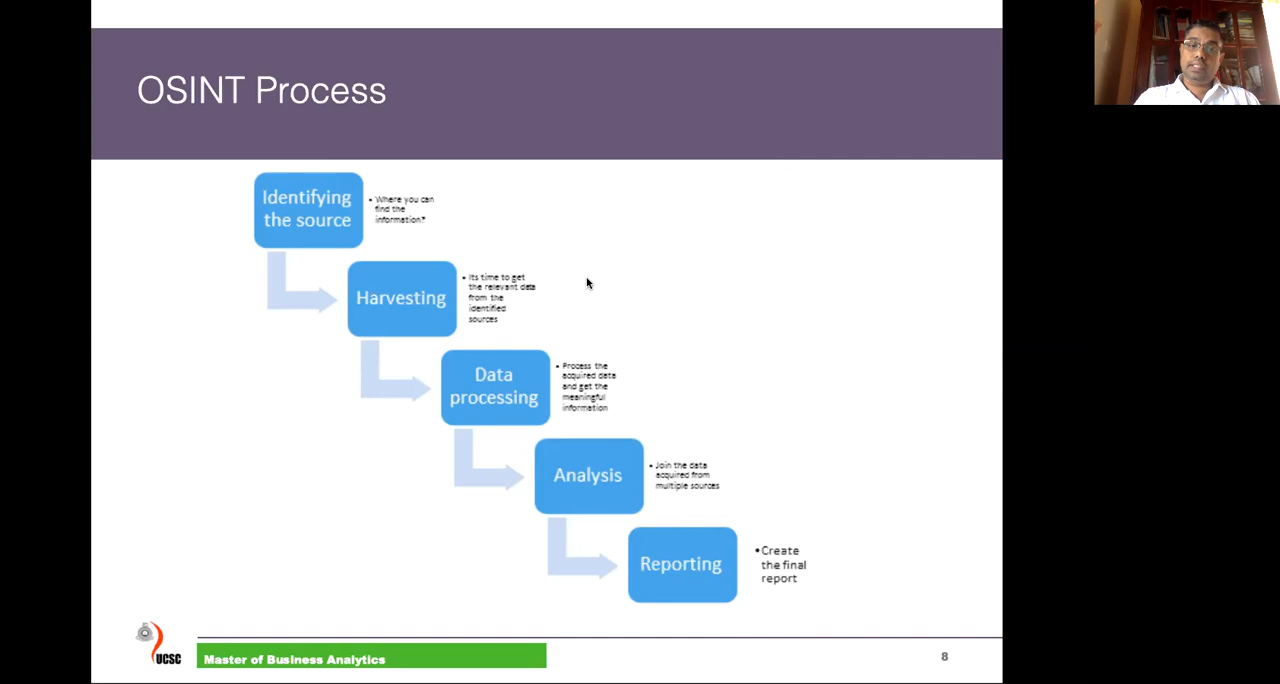 OSINT Process
Identifying
the source
• Where you can
find the
information?
Harvesting
• Its time to get
the relevant data
from the
identified
sources
Data
processing
• Process the
acquired data
and get the
meaningful
information
Analysis
• Join the data
acquired from
multiple sources
Reporting
• Create
the final
report
UCSC
Master of Business Analytics
8